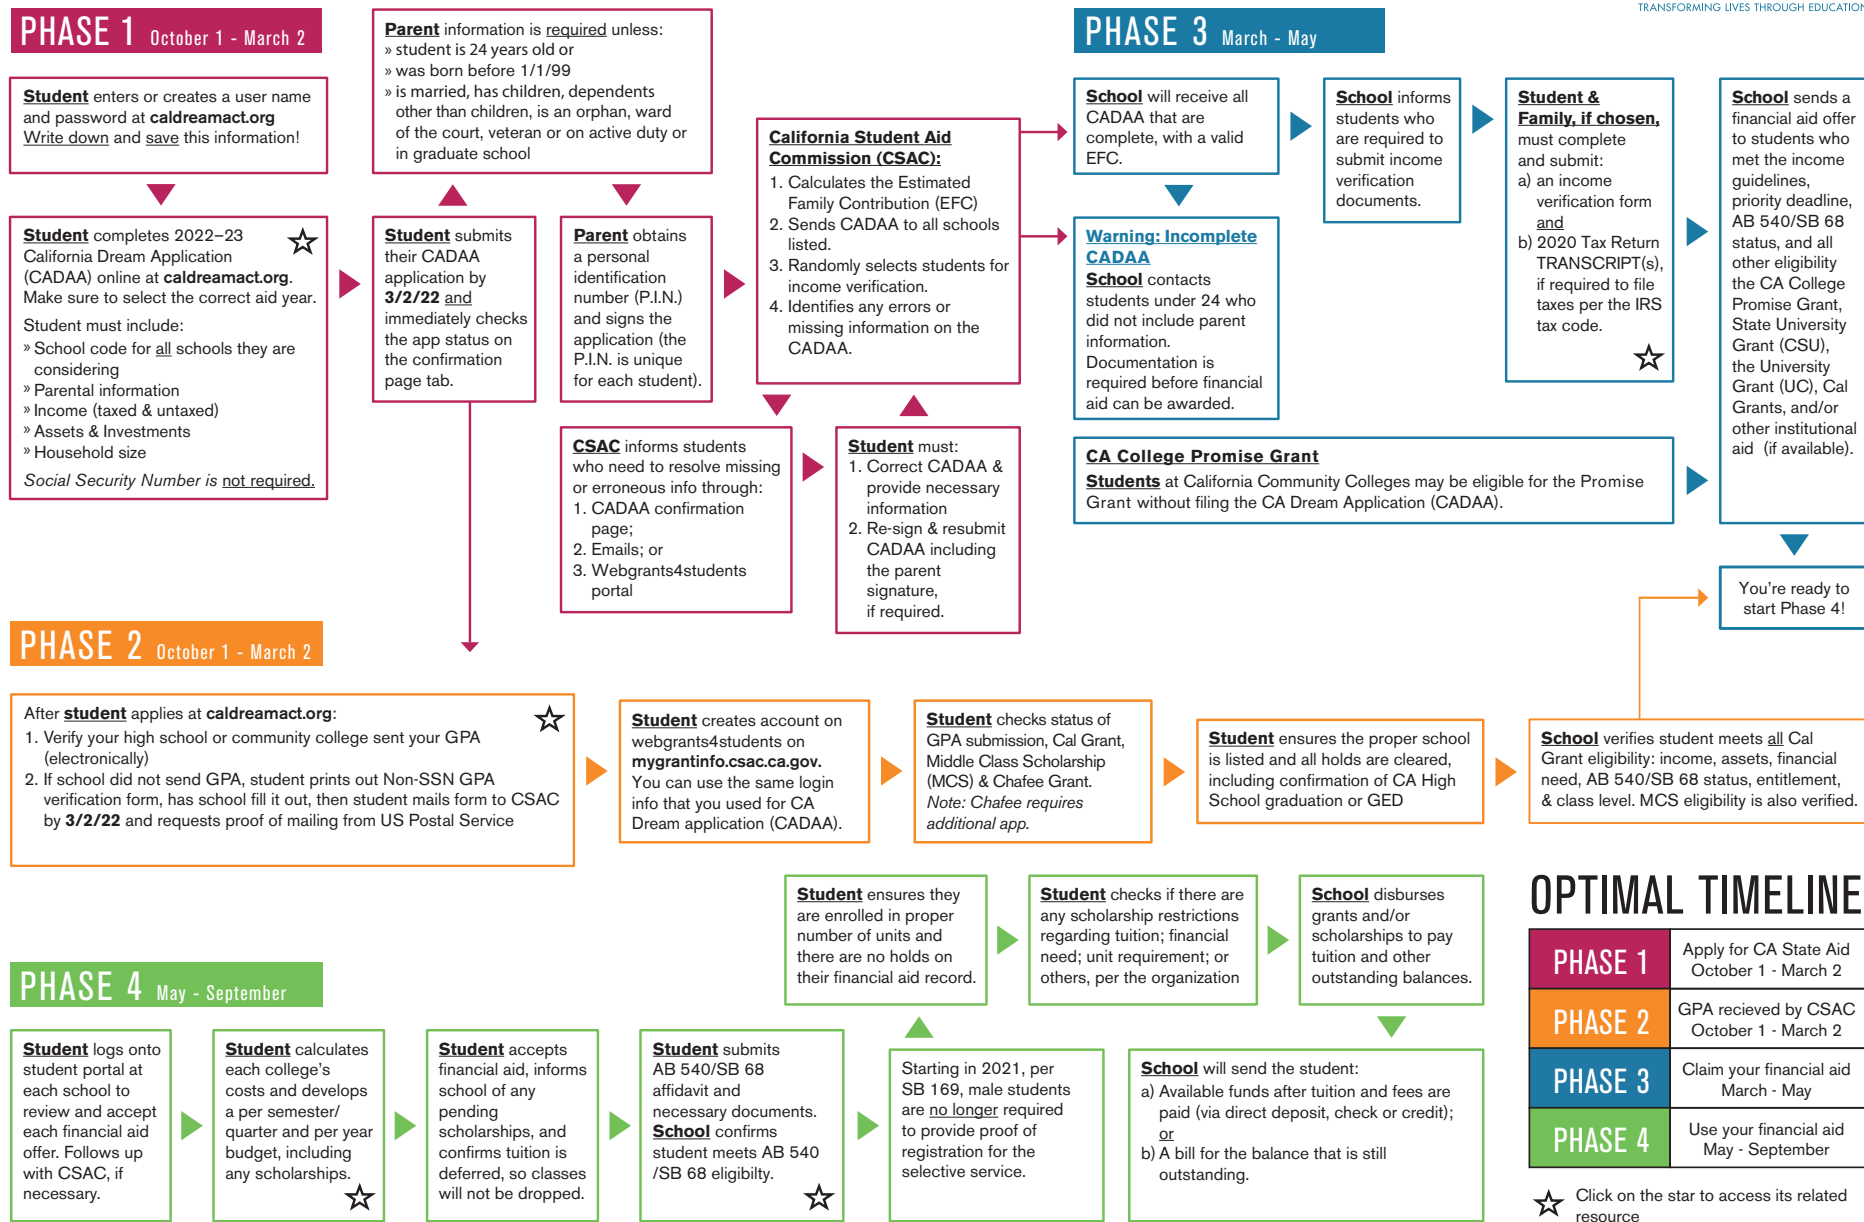 TRANSFORMING LIVES THROUGH EDUCATION
PHASE 1 October 1 - March 2
Student enters or creates a user name
and password at caldreamact.org
Write down and save this information!
Student completes 2022–23
California Dream Application
(CADAA) online at caldreamact.org.
Make sure to select the correct aid year.
Student must include:
» School code for all schools they are
considering
» Parental information
» Income (taxed & untaxed)
» Assets & Investments
» Household size
Social Security Number is not required.
Student submits
their CADAA
application by
3/2/22 and
immediately checks
the app status on
the confirmation
page tab.
Parent information is required unless:
» student is 24 years old or
» was born before 1/1/99
» is married, has children, dependents
other than children, is an orphan, ward
of the court, veteran or on active duty or
in graduate school
Parent obtains
a personal
identification
number (P.I.N.)
and signs the
application (the
P.I.N. is unique
for each student).
California Student Aid
Commission (CSAC):
1. Calculates the Estimated
Family Contribution (EFC)
2. Sends CADAA to all schools
listed.
3. Randomly selects students for
income verification.
4. Identifies any errors or
missing information on the
CADAA.
CSAC informs students
who need to resolve missing
or erroneous info through:
1. CADAA confirmation
page;
2. Emails; or
3. Webgrants4students
portal
Student must:
1. Correct CADAA &
provide necessary
information
2. Re-sign & resubmit
CADAA including
the parent
signature,
if required.
PHASE 3 March - May
School will receive all
CADAA that are
complete, with a valid
EFC.
Warning: Incomplete
CADAA
School contacts
students under 24 who
did not include parent
information.
Documentation is
required before financial
aid can be awarded.
School informs
students who
are required to
submit income
verification
documents.
Student &
Family, if chosen,
must complete
and submit:
a) an income
verification form
and
b) 2020 Tax Return
TRANSCRIPT(s),
if required to file
taxes per the IRS
tax code.
CA College Promise Grant
Students at California Community Colleges may be eligible for the Promise
Grant without filing the CA Dream Application (CADAA).
School sends a
financial aid offer
to students who
met the income
guidelines,
priority deadline,
AB 540/SB 68
status, and all
other eligibility
the CA College
Promise Grant,
State University
Grant (CSU),
the University
Grant (UC), Cal
Grants, and/or
other institutional
aid (if available).
You're ready to
start Phase 4!
PHASE 2 October 1 - March 2
After student applies at caldreamact.org:
1. Verify your high school or community college sent your GPA
(electronically)
2. If school did not send GPA, student prints out Non-SSN GPA
verification form, has school fill it out, then student mails form to CSAC
by 3/2/22 and requests proof of mailing from US Postal Service
Student creates account on
webgrants4students on
mygrantinfo.csac.ca.gov.
You can use the same login
info that you used for CA
Dream application (CADAA).
Student checks status of
GPA submission, Cal Grant,
Middle Class Scholarship
(MCS) & Chafee Grant.
Note: Chafee requires
additional app.
Student ensures the proper school
is listed and all holds are cleared,
including confirmation of CA High
School graduation or GED
School verifies student meets all Cal
Grant eligibility: income, assets, financial
need, AB 540/SB 68 status, entitlement,
& class level. MCS eligibility is also verified.
PHASE 4 May - September
Student logs onto
student portal at
each school to
review and accept
each financial aid
offer. Follows up
with CSAC, if
necessary.
Student calculates
each college's
costs and develops
a per semester/
quarter and per year
budget, including
any scholarships.
Student accepts
financial aid, informs
school of any
pending
scholarships, and
confirms tuition is
deferred, so classes
will not be dropped.
Student submits
AB 540/SB 68
affidavit and
necessary documents.
School confirms
student meets AB 540
/SB 68 eligibilty.
Starting in 2021, per
SB 169, male students
are no longer required
to provide proof of
registration for the
selective service.
Student ensures they
are enrolled in proper
number of units and
there are no holds on
their financial aid record.
Student checks if there are
any scholarship restrictions
regarding tuition; financial
need; unit requirement; or
others, per the organization
School disburses
grants and/or
scholarships to pay
tuition and other
outstanding balances.
School will send the student:
a) Available funds after tuition and fees are
paid (via direct deposit, check or credit);
or
b) A bill for the balance that is still
outstanding.
OPTIMAL TIMELINE
PHASE 1
Apply for CA State Aid
October 1 - March 2
PHASE 2
GPA recieved by CSAC
October 1 - March 2
PHASE 3
Claim your financial aid
March - May
PHASE 4
Use your financial aid
May - September
Click on the star to access its related
resource